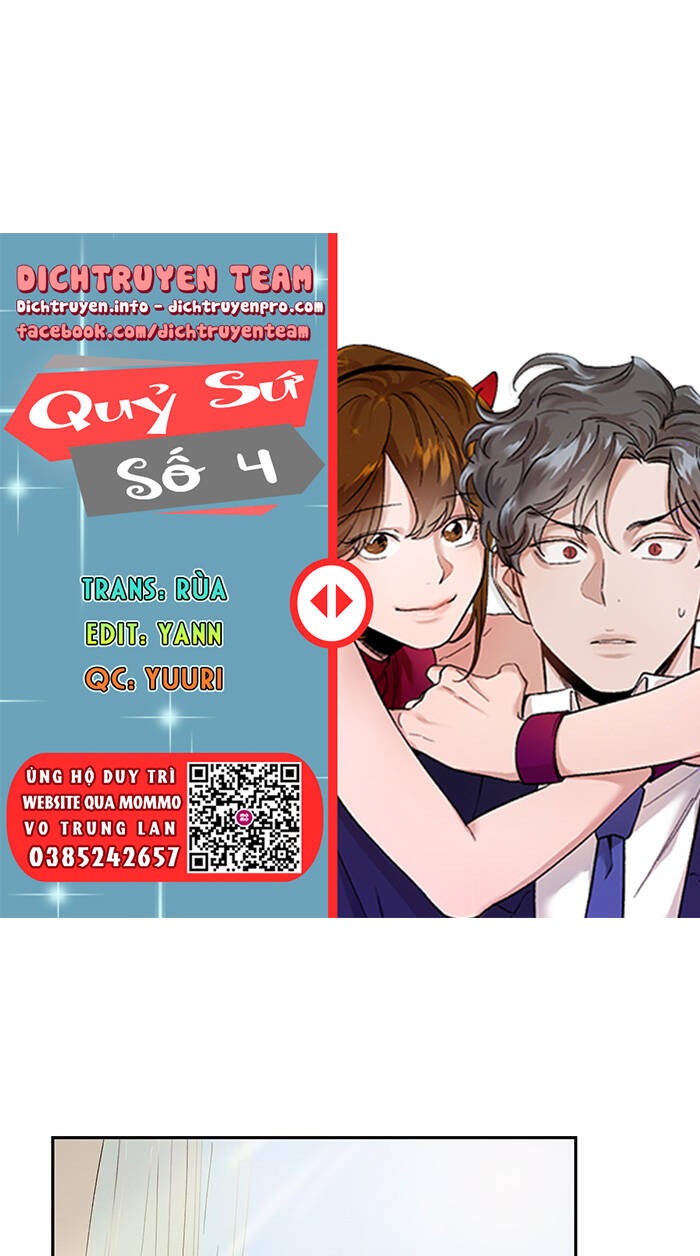 DICHTRUYEN TEAM
Dichtruyen.info - dichtruyenpro.com
facebook.com/dichtruyenteam
Quỷ Sứ
Số 4
TRANS: RÙA
EDIT: YANN
QC: YUURI
ỦNG HỘ DUY TRÌ
WEBSITE QUA MOMMO
VO TRUNG LAN
0385242657